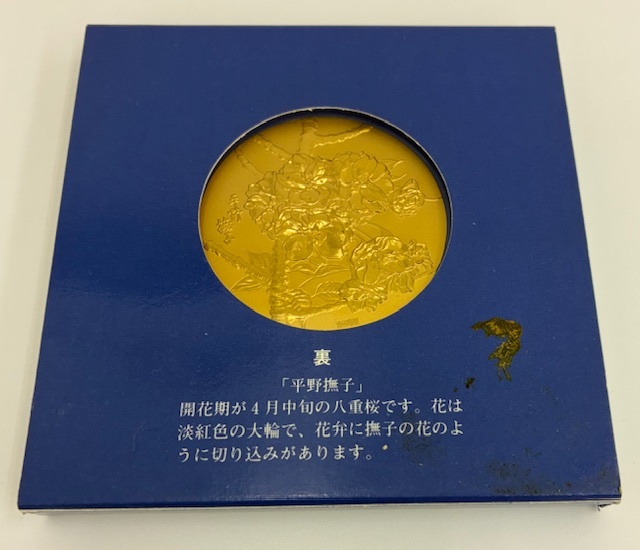 裏
「平野撫子」
開花期が4月中旬の八重桜です。花は
淡紅色の大輪で、花弁に撫子の花のよ
うに切り込みがあります。